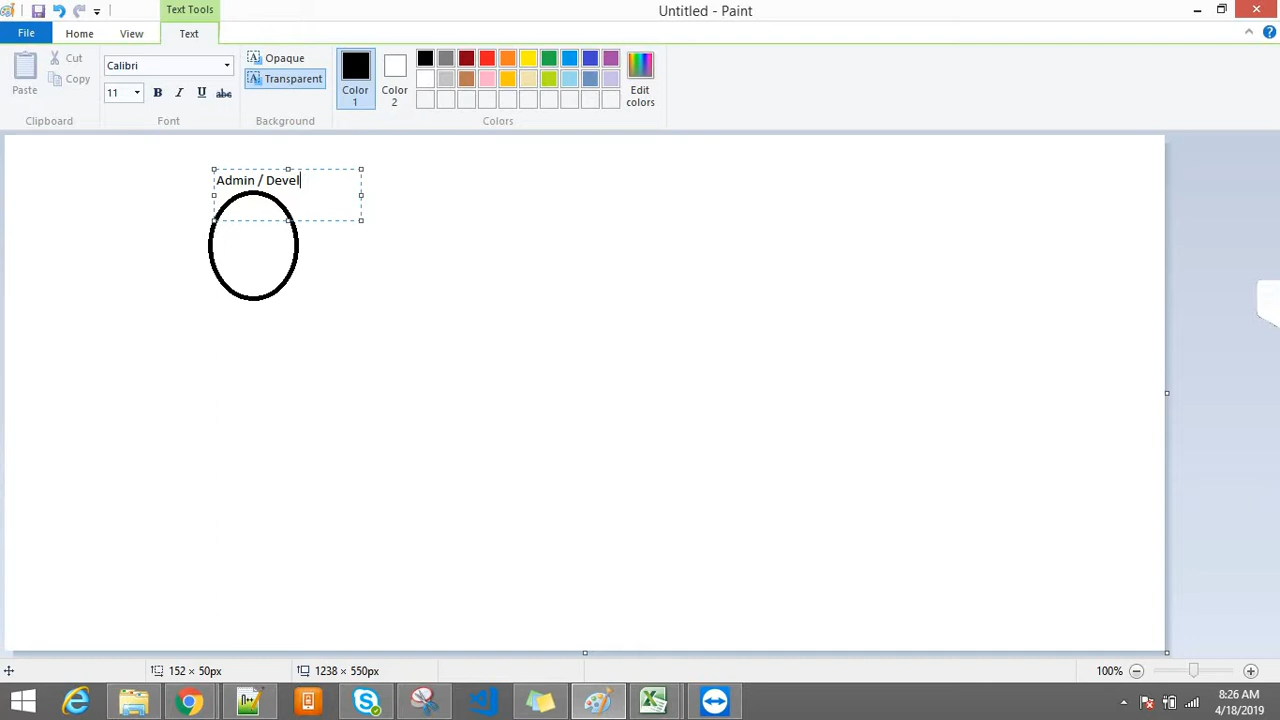 Text Tools
Untitled - Paint
File
Home
View
Text
Paste
Cut
Copy
Clipboard
Calibri
11
B I U abc
Font
Opaque
Transparent
Background
Color 1
Color 2
Edit colors
Colors
Admin / Devel
152 × 50px
1238 × 550px
100%
8:26 AM
4/18/2019